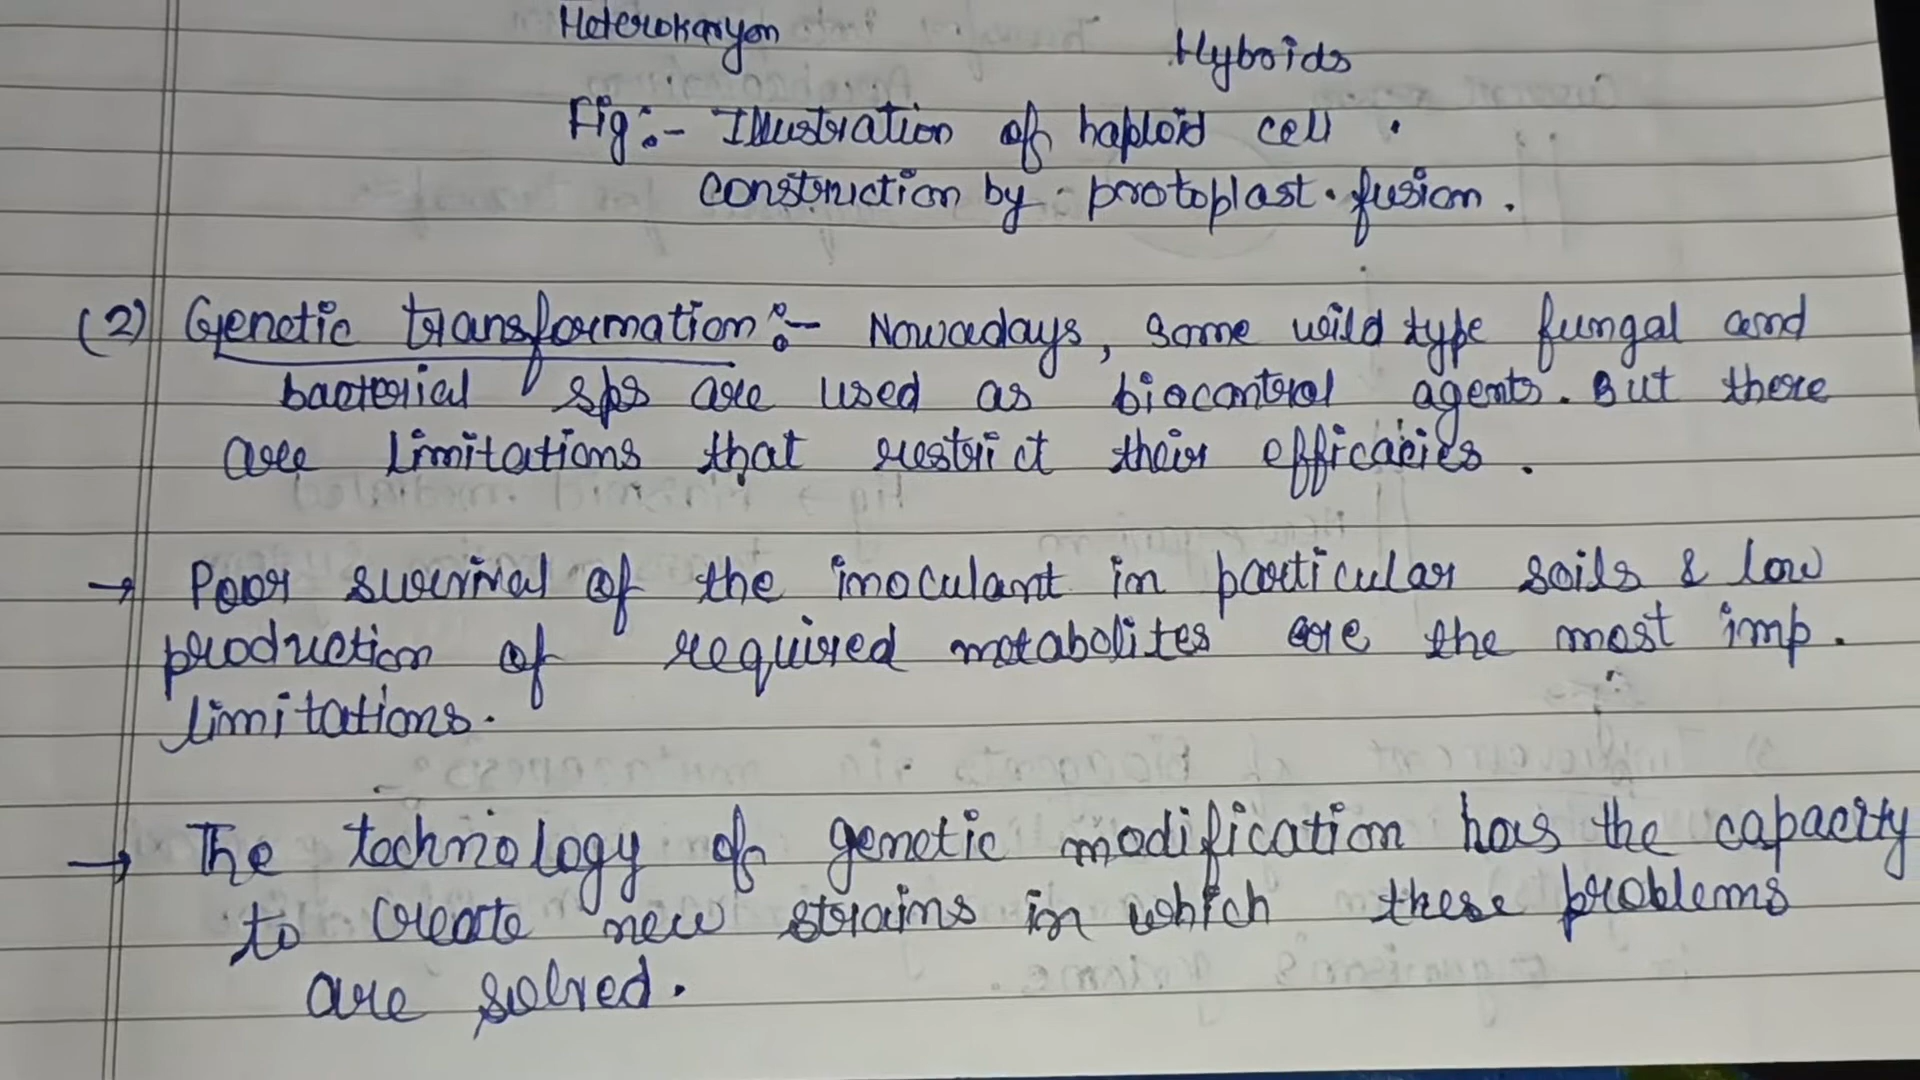 Heterokaryon Hybrids
Fig:- Illustration of haploid cell
construction by protoplast fusion.
(2) Genetic transformation:- Nowadays, some wild type fungal and
bacterial sps are used as biocontrol agents. But there
are limitations that restrict their efficacies.
→ Poor survival of the inoculant in particular soils & low
production of required metabolites are the most imp.
limitations.
→ The technology of genetic modification has the capacity
to create new strains in which these problems
are solved.